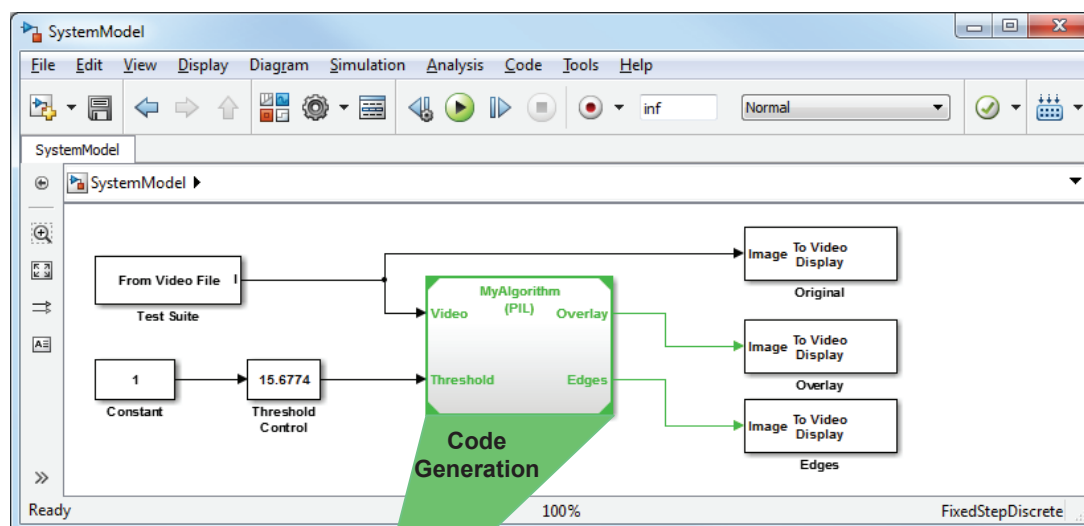 SystemModel
File Edit View Display Diagram Simulation Analysis Code Tools Help
inf Normal
SystemModel
SystemModel
From Video File I
Test Suite
1
Constant
15.6774
Threshold
Control
MyAlgorithm
(PIL)
Video
Overlay
Threshold
Edges
Image To Video
Display
Original
Image To Video
Display
Overlay
Image To Video
Display
Edges
Code
Generation
Ready 100% FixedStepDiscrete